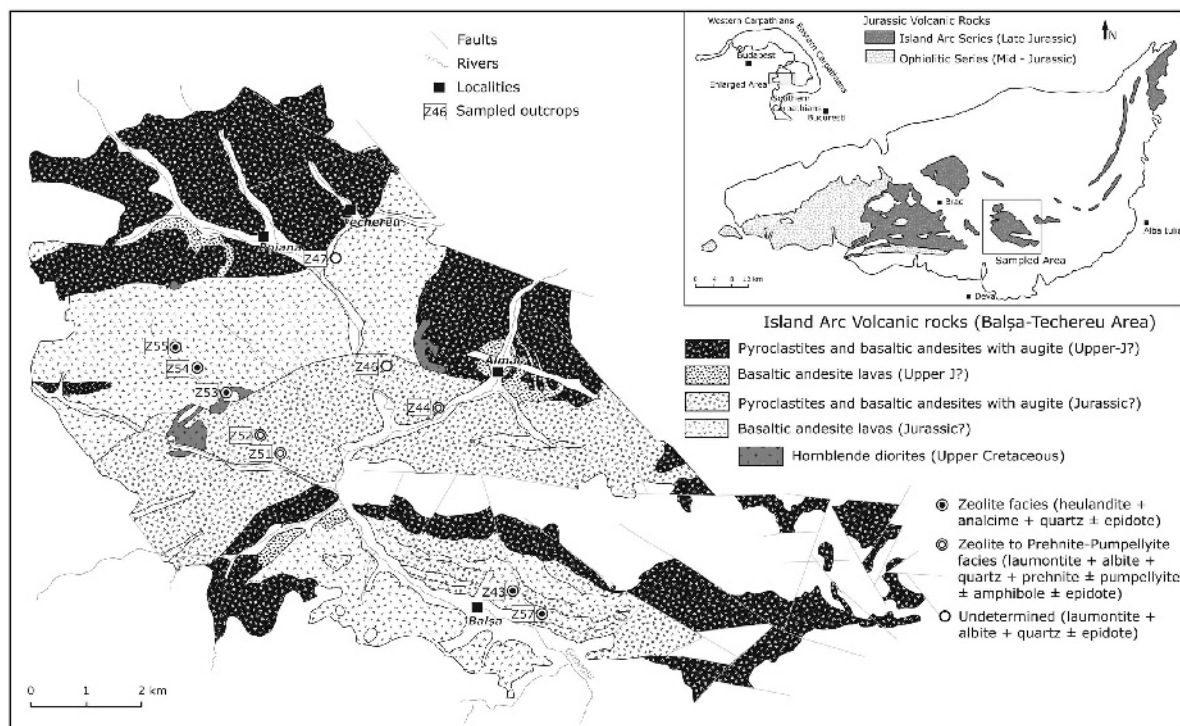 Faults
Rivers
Localities
Z46 Sampled outcrops
Western Carpathians
Eastern Carpathians
Budapest
Enlarged Area
Southern
Carpathians
Bucuresti
Jurassic Volcanic Rocks
Island Arc Series (Late Jurassic)
Ophiolitic Series (Mid - Jurassic)
N
Brad
Alba Iulia
Sampled Area
Deva
0 4 8 12 km
Techereu
Z47
Z55
Z54
Z53
Z46
Z44
Z52
Z51
Z43
Z57
Balşa
0 1 2 km
Island Arc Volcanic rocks (Balşa-Techereu Area)
Pyroclastites and basaltic andesites with augite (Upper-J?)
Basaltic andesite lavas (Upper J?)
Pyroclastites and basaltic andesites with augite (Jurassic?)
Basaltic andesite lavas (Jurassic?)
Hornblende diorites (Upper Cretaceous)
Zeolite facies (heulandite +
analcime + quartz ± epidote)
Zeolite to Prehnite-Pumpellyite
facies (laumontite + albite +
quartz + prehnite ± pumpellyite
± amphibole ± epidote)
Undetermined (laumontite +
albite + quartz ± epidote)